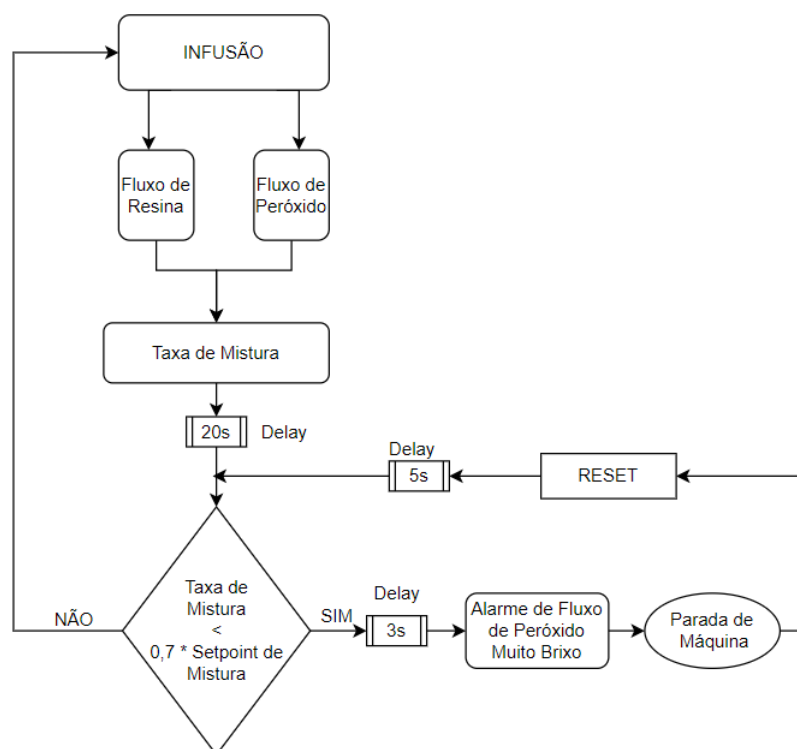 INFUSÃO
Fluxo de
Resina
Fluxo de
Peróxido
Taxa de Mistura
20s
Delay
Delay
5s
RESET
Taxa de
Mistura
<
0,7 * Setpoint de
Mistura
NÃO
SIM
Delay
3s
Alarme de Fluxo
de Peróxido
Muito Brixo
Parada de
Máquina